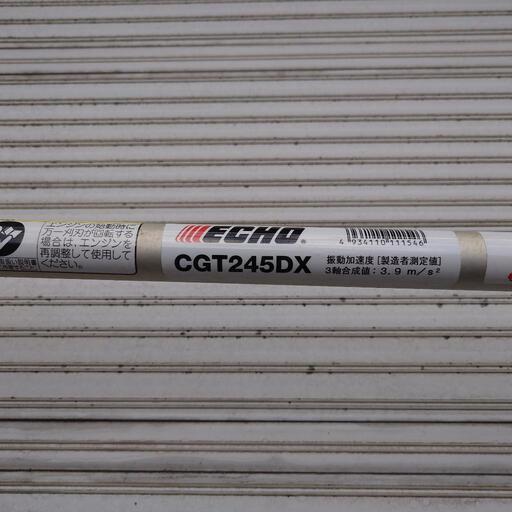 エンジンの始動時に
万一刈刃が回転する
場合は、エンジンを
再調整して使用して
ください。
ECHO
CGT245DX
4 934110 111546
振動加速度 [製造者測定値]
3軸合成値：3.9 m/s²